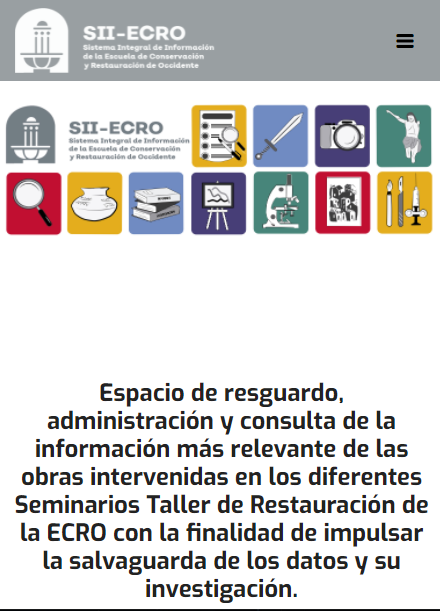 SII-ECRO
Sistema Integral de Información
de la Escuela de Conservación
y Restauración de Occidente
SII-ECRO
Sistema Integral de Información
de la Escuela de Conservación
y Restauración de Occidente
Espacio de resguardo,
administración y consulta de la
información más relevante de las
obras intervenidas en los diferentes
Seminarios Taller de Restauración de
la ECRO con la finalidad de impulsar
la salvaguarda de los datos y su
investigación.